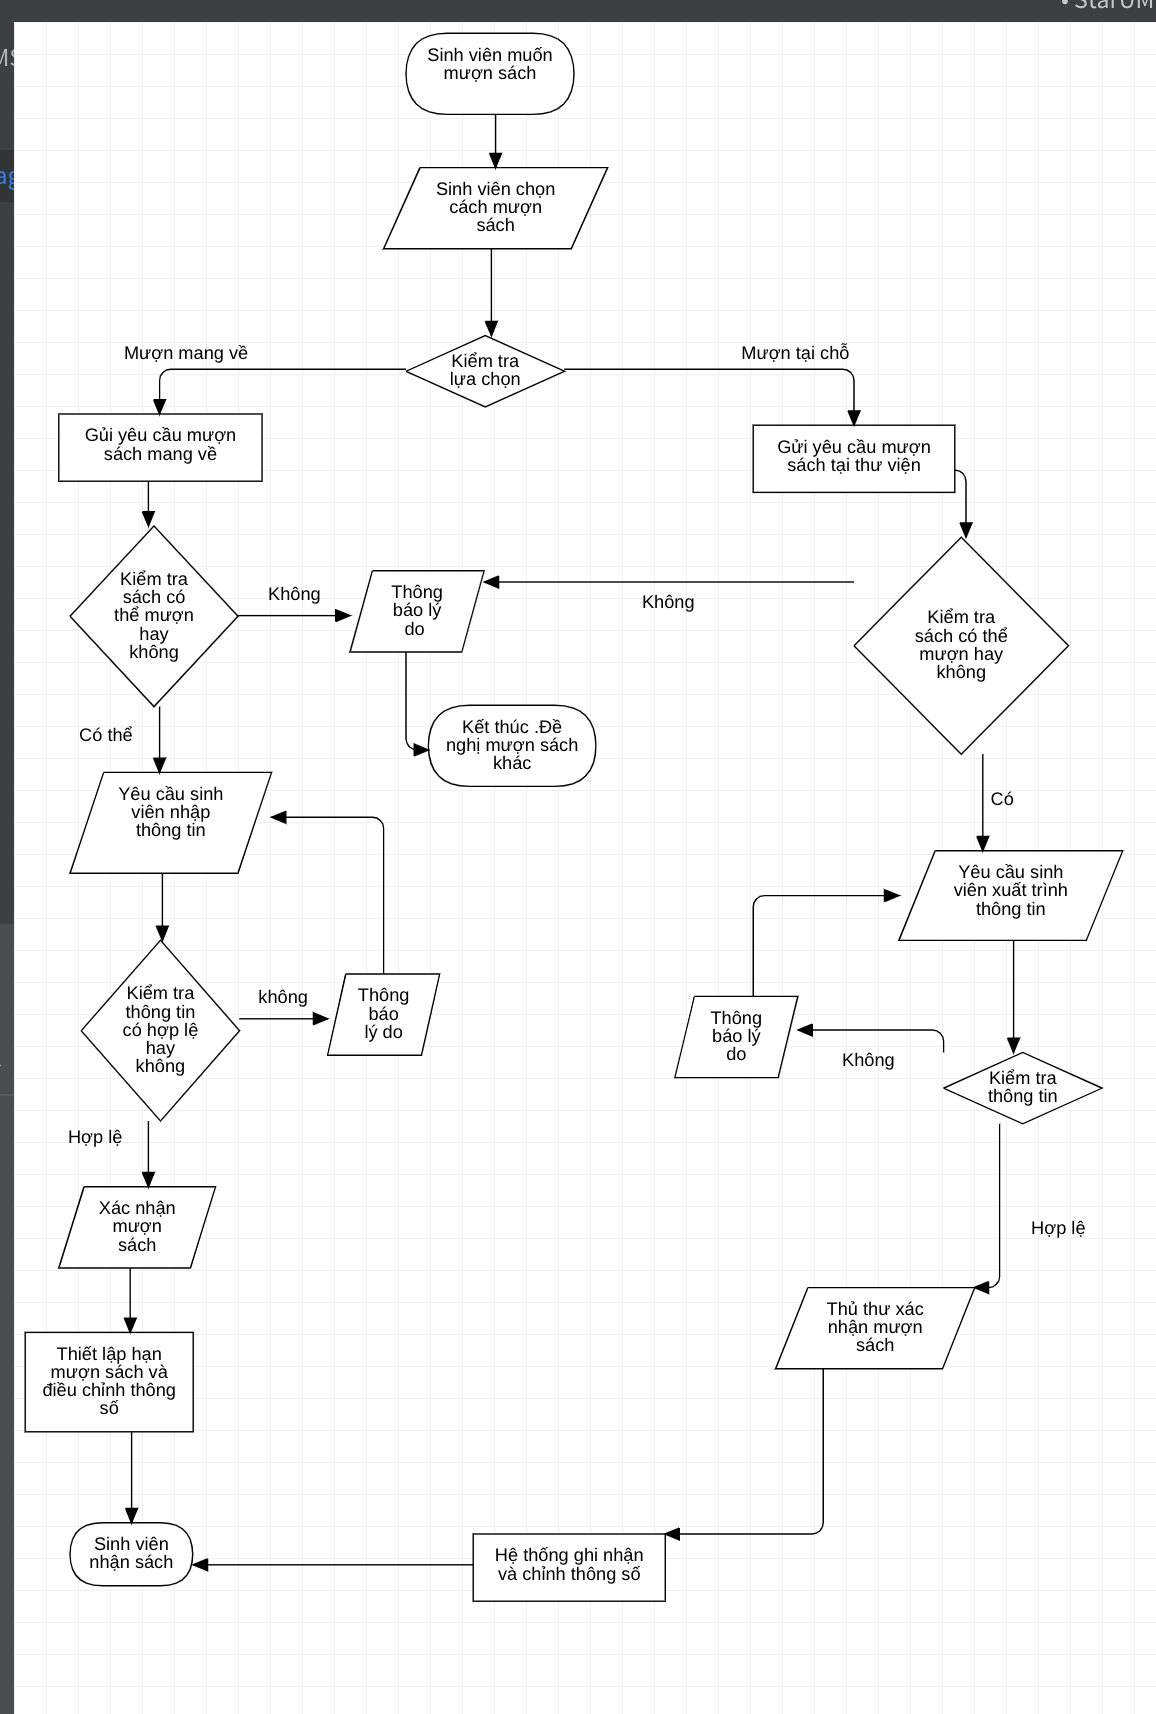 Sinh viên muốn
mượn sách
Sinh viên chọn
cách mượn
sách
Kiểm tra
lựa chọn
Mượn mang về
Mượn tại chỗ
Gủi yêu cầu mượn
sách mang về
Gửi yêu cầu mượn
sách tại thư viện
Kiểm tra
sách có
thể mượn
hay
không
Không
Thông
báo lý
do
Không
Kiểm tra
sách có thể
mượn hay
không
Có thể
Kết thúc .Đề
nghị mượn sách
khác
Có
Yêu cầu sinh
viên nhập
thông tin
Yêu cầu sinh
viên xuất trình
thông tin
Kiểm tra
thông tin
có hợp lệ
hay
không
không
Thông
báo
lý do
Thông
báo lý
do
Không
Kiểm tra
thông tin
Hợp lệ
Xác nhận
mượn
sách
Hợp lệ
Thủ thư xác
nhận mượn
sách
Thiết lập hạn
mượn sách và
điều chỉnh thông
số
Sinh viên
nhận sách
Hệ thống ghi nhận
và chỉnh thông số